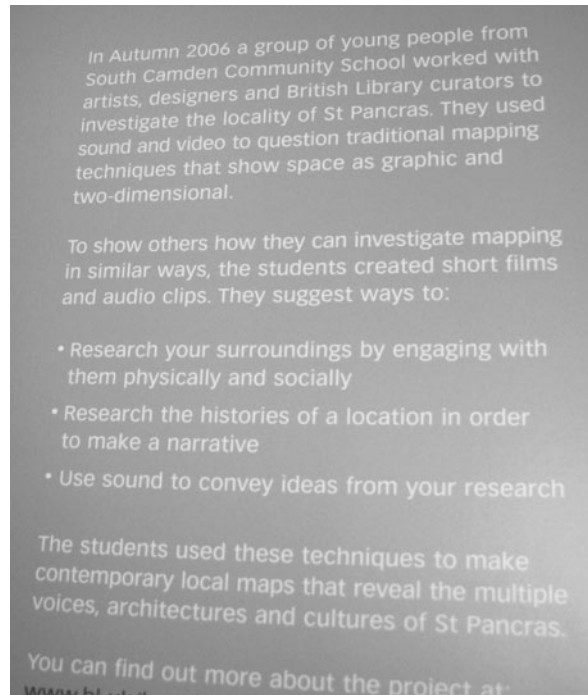 In Autumn 2006 a group of young people from
South Camden Community School worked with
artists, designers and British Library curators to
investigate the locality of St Pancras. They used
sound and video to question traditional mapping
techniques that show space as graphic and
two-dimensional.
To show others how they can investigate mapping
in similar ways, the students created short films
and audio clips. They suggest ways to:
• Research your surroundings by engaging with
them physically and socially
• Research the histories of a location in order
to make a narrative
• Use sound to convey ideas from your research
The students used these techniques to make
contemporary local maps that reveal the multiple
voices, architectures and cultures of St Pancras.
You can find out more about the project at: